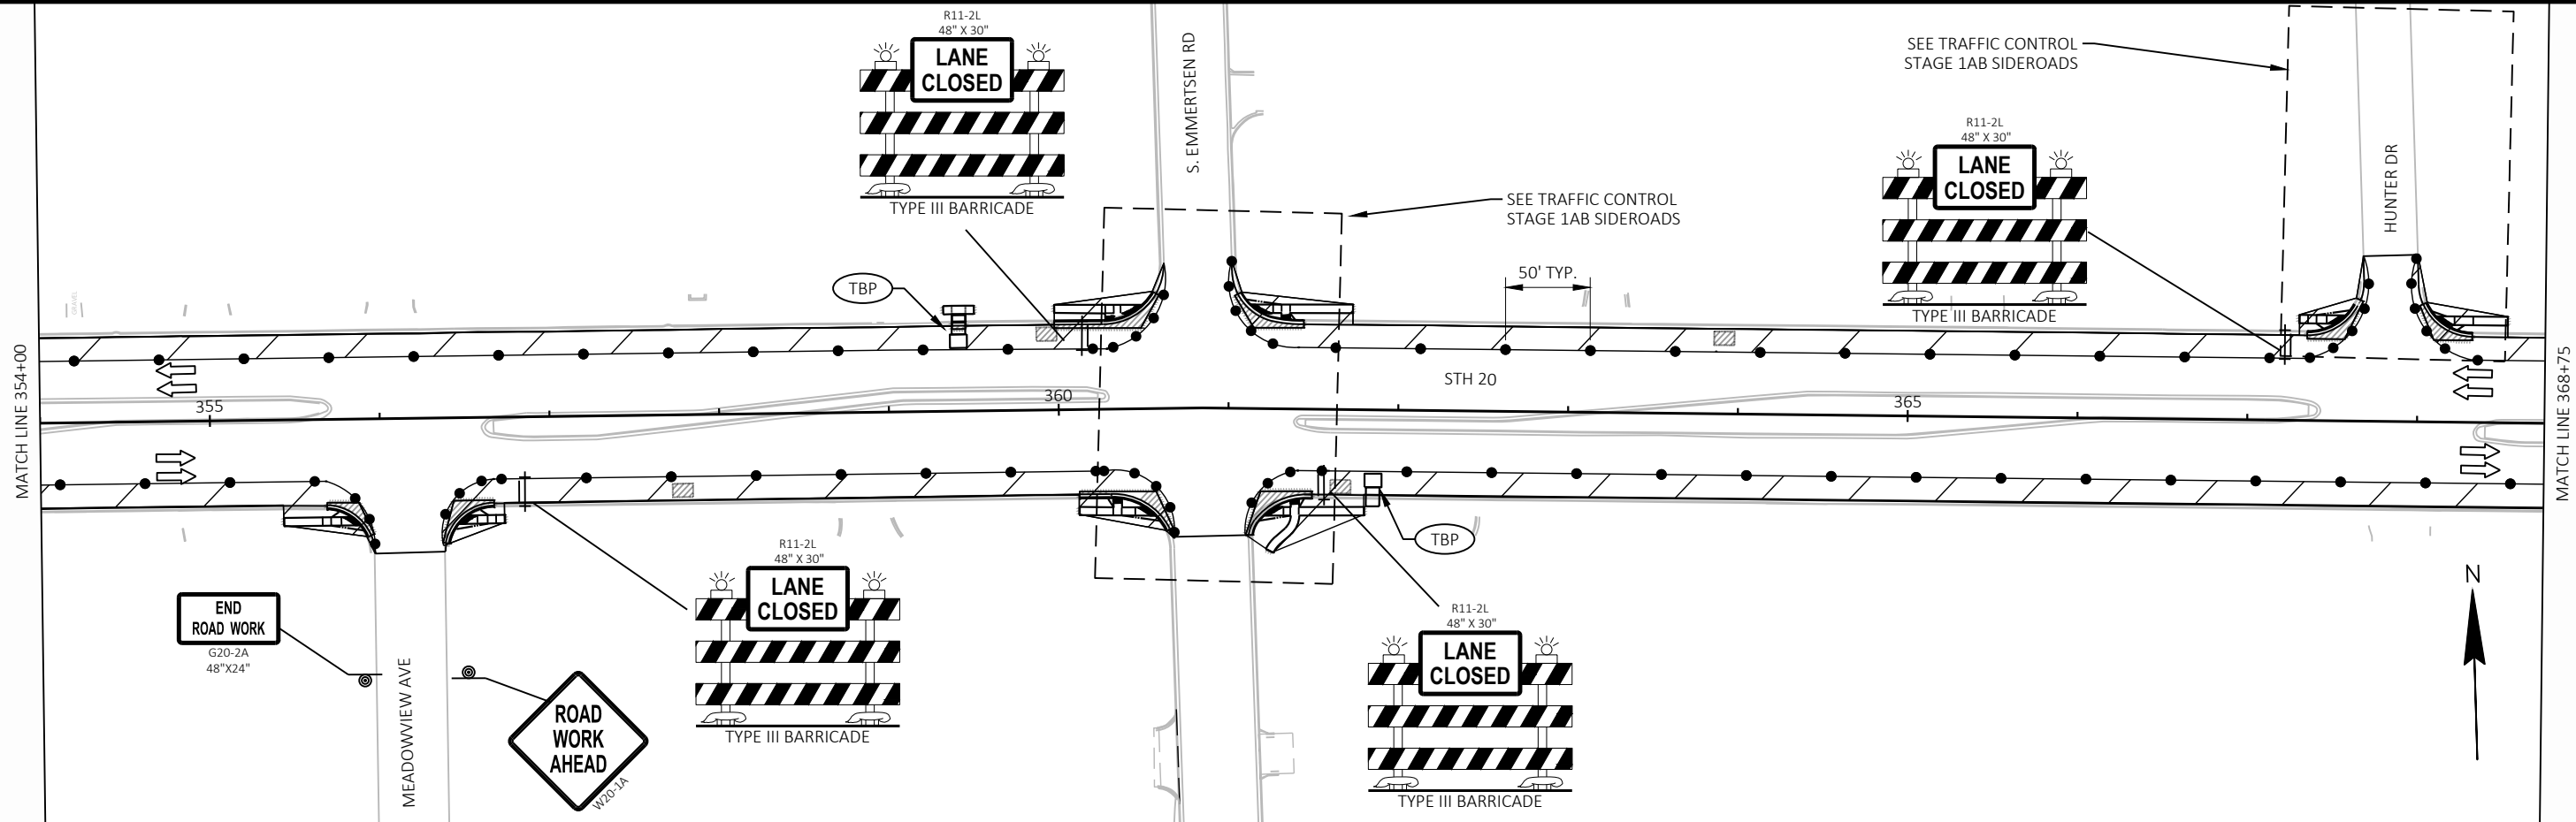 R11-2L
48" X 30"
LANE
CLOSED
TYPE III BARRICADE
S. EMMERTSEN RD
SEE TRAFFIC CONTROL
STAGE 1AB SIDEROADS
R11-2L
48" X 30"
LANE
CLOSED
TYPE III BARRICADE
HUNTER DR
SEE TRAFFIC CONTROL
STAGE 1AB SIDEROADS
TBP
50' TYP.
GRAVEL
MATCH LINE 354+00
MATCH LINE 368+75
STH 20
355
360
365
TBP
R11-2L
48" X 30"
LANE
CLOSED
TYPE III BARRICADE
R11-2L
48" X 30"
LANE
CLOSED
TYPE III BARRICADE
END
ROAD WORK
G20-2A
48"X24"
MEADOWVIEW AVE
ROAD
WORK
AHEAD
W20-1A
N